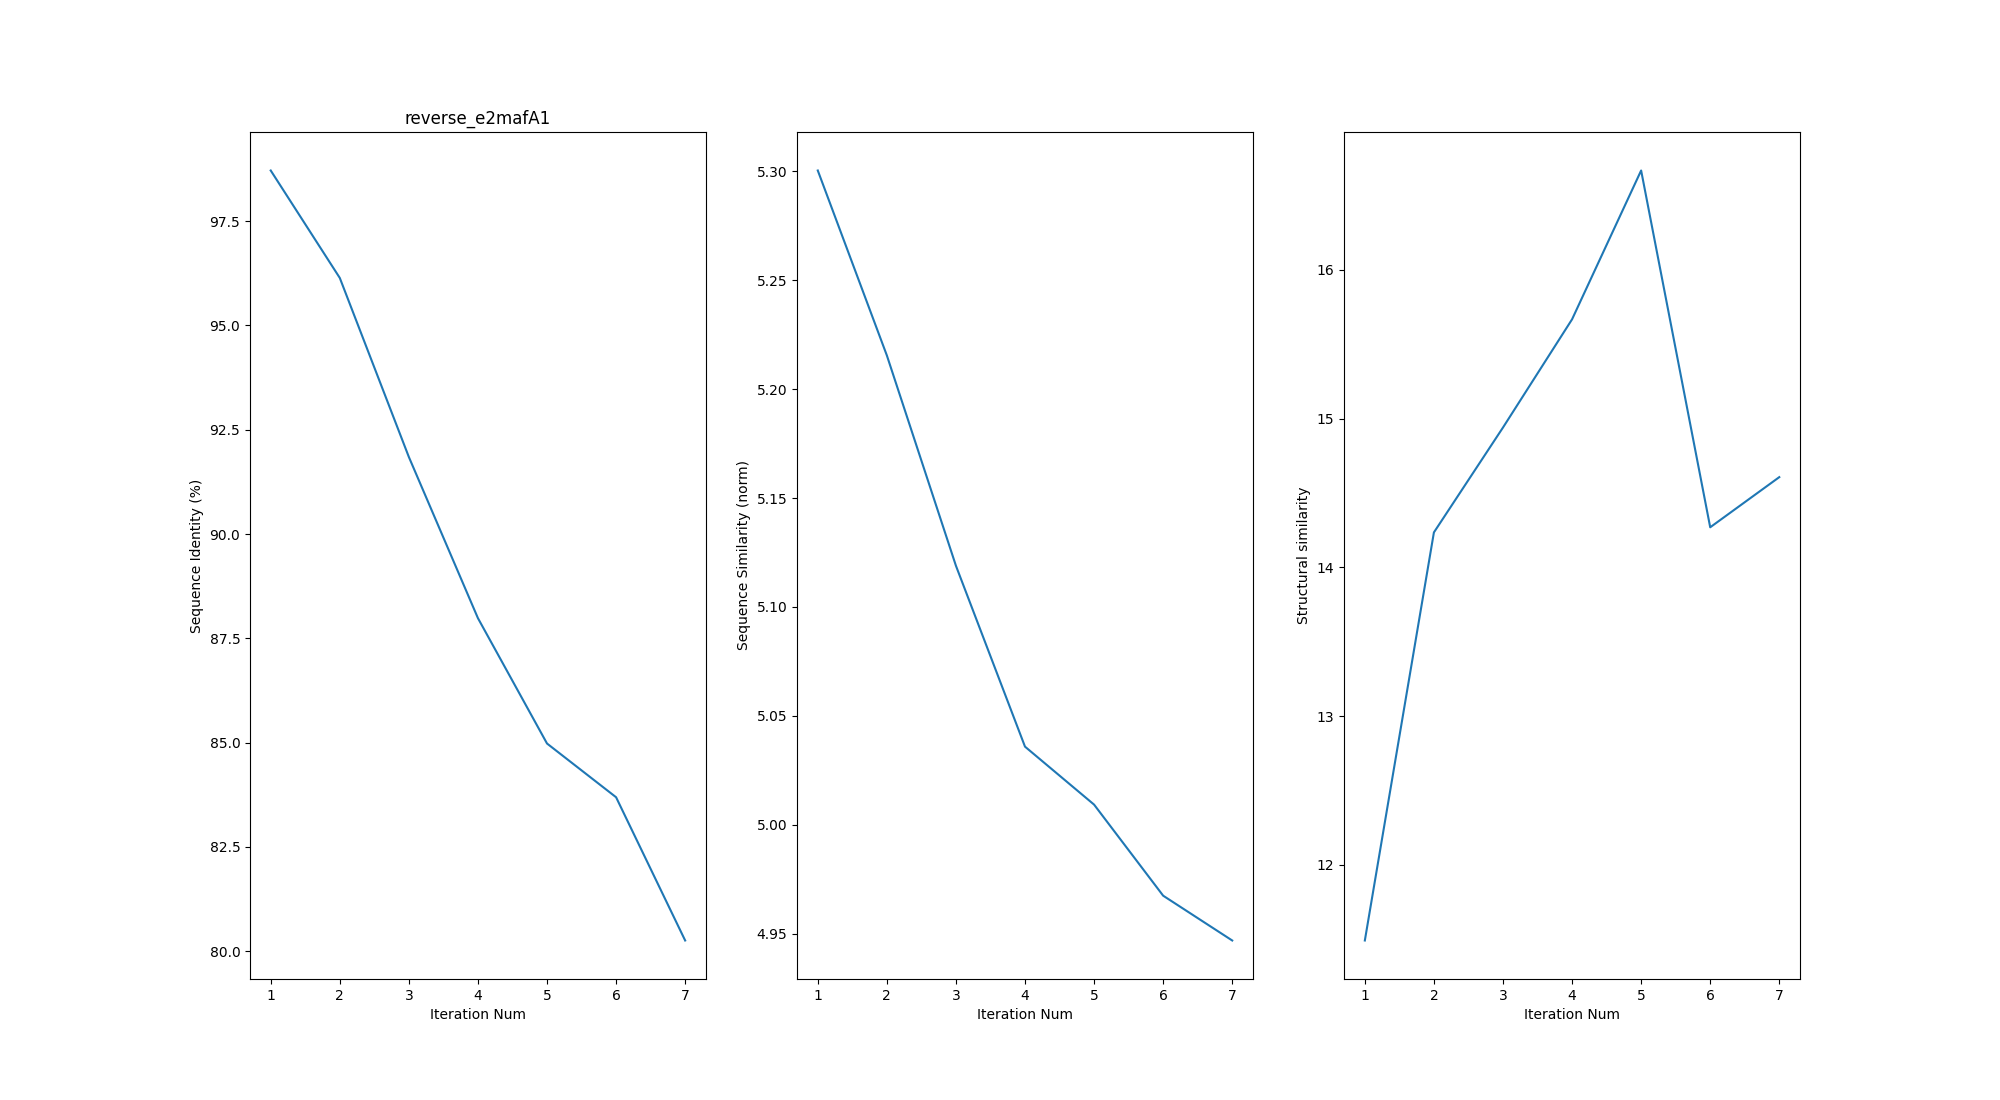 reverse_e2mafA1
Sequence Identity (%)
97.5
95.0
92.5
90.0
87.5
85.0
82.5
80.0
1 2 3 4 5 6 7
Iteration Num
Sequence Similarity (norm)
5.30
5.25
5.20
5.15
5.10
5.05
5.00
4.95
1 2 3 4 5 6 7
Iteration Num
Structural similarity
16
15
14
13
12
1 2 3 4 5 6 7
Iteration Num